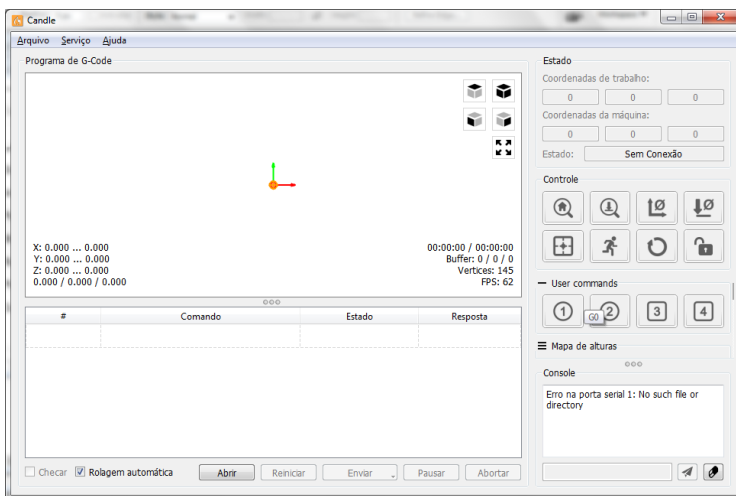 Candle
Arquivo Serviço Ajuda
Programa de G-Code
X: 0.000 ... 0.000
Y: 0.000 ... 0.000
Z: 0.000 ... 0.000
0.000 / 0.000 / 0.000
00:00:00 / 00:00:00
Buffer: 0 / 0 / 0
Vertices: 145
FPS: 62
# Comando Estado Resposta
Checar Rolagem automática Abrir Reiniciar Enviar Pausar Abortar
Estado
Coordenadas de trabalho:
0 0 0
Coordenadas da máquina:
0 0 0
Estado: Sem Conexão
Controle
User commands
1 G0 2 3 4
Mapa de alturas
Console
Erro na porta serial 1: No such file or
directory